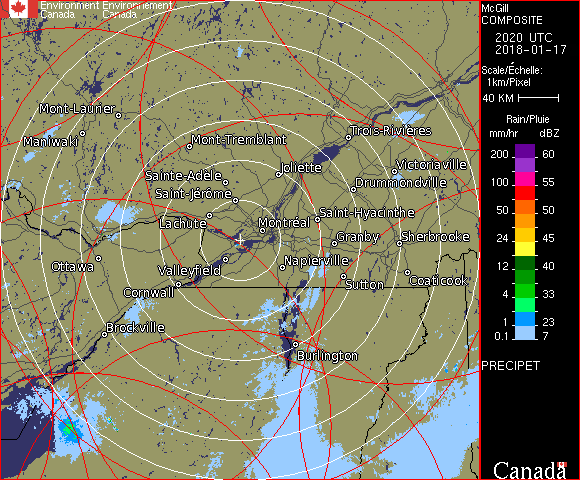 Environment Environnement
Canada Canada
McGill
COMPOSITE
2020 UTC
2018-01-17
Scale/Échelle:
1km/Pixel
40 KM
Rain/Pluie
mm/hr dBZ
200 60
100 55
50 50
24 45
12 40
4 33
1 23
0.1 7
PRECIPET
Canada
Mont-Laurier
Maniwaki
Mont-Tremblant
Trois-Rivières
Sainte-Adèle
Joliette
Victoriaville
Saint-Jérôme
Drummondville
Lachute
Montréal
Saint-Hyacinthe
Granby
Sherbrooke
Ottawa
Valleyfield
Napierville
Cornwall
Sutton
Coaticook
Brockville
Burlington